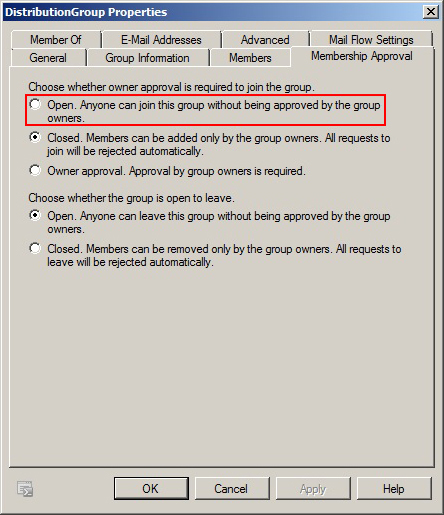 DistributionGroup Properties
Member Of E-Mail Addresses Advanced Mail Flow Settings
General Group Information Members Membership Approval
Choose whether owner approval is required to join the group.
Open. Anyone can join this group without being approved by the group
owners.
Closed. Members can be added only by the group owners. All requests to
join will be rejected automatically.
Owner approval. Approval by group owners is required.
Choose whether the group is open to leave.
Open. Anyone can leave this group without being approved by the group
owners.
Closed. Members can be removed only by the group owners. All requests to
leave will be rejected automatically.
OK Cancel Apply Help